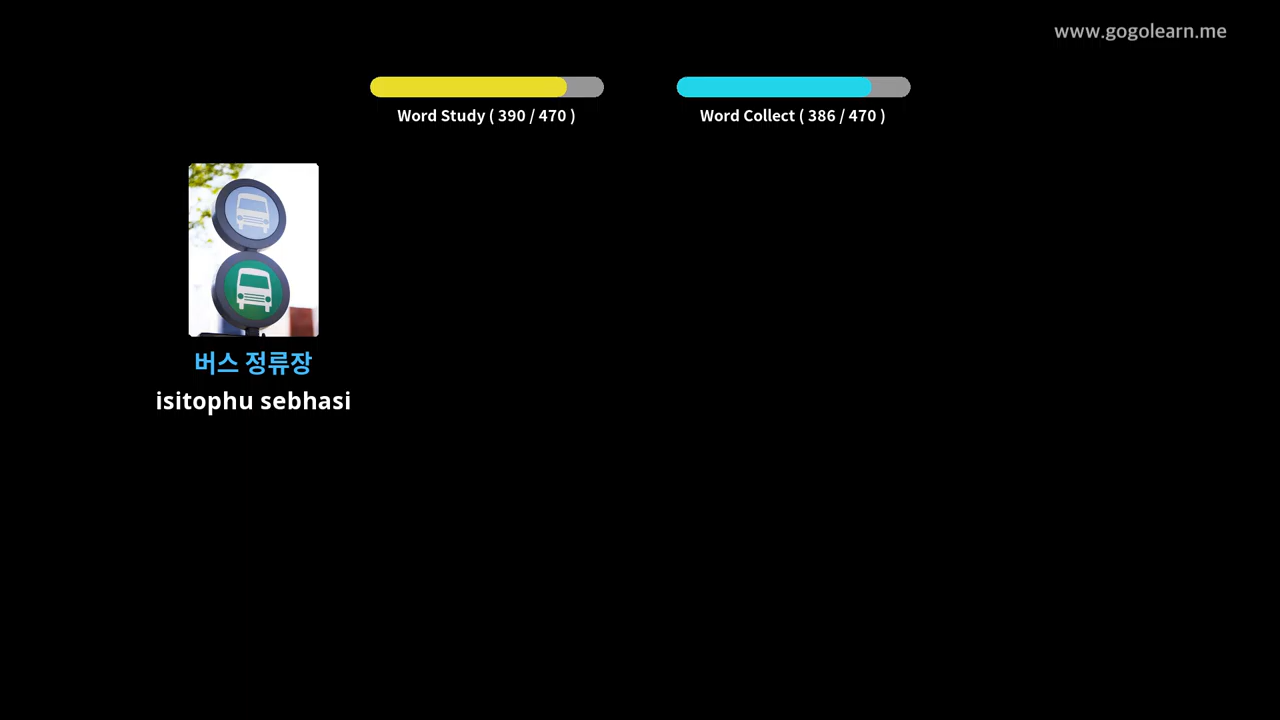 www.gogolearn.me
Word Study ( 390 / 470 )
Word Collect ( 386 / 470 )
버스 정류장
isitophu sebhasi